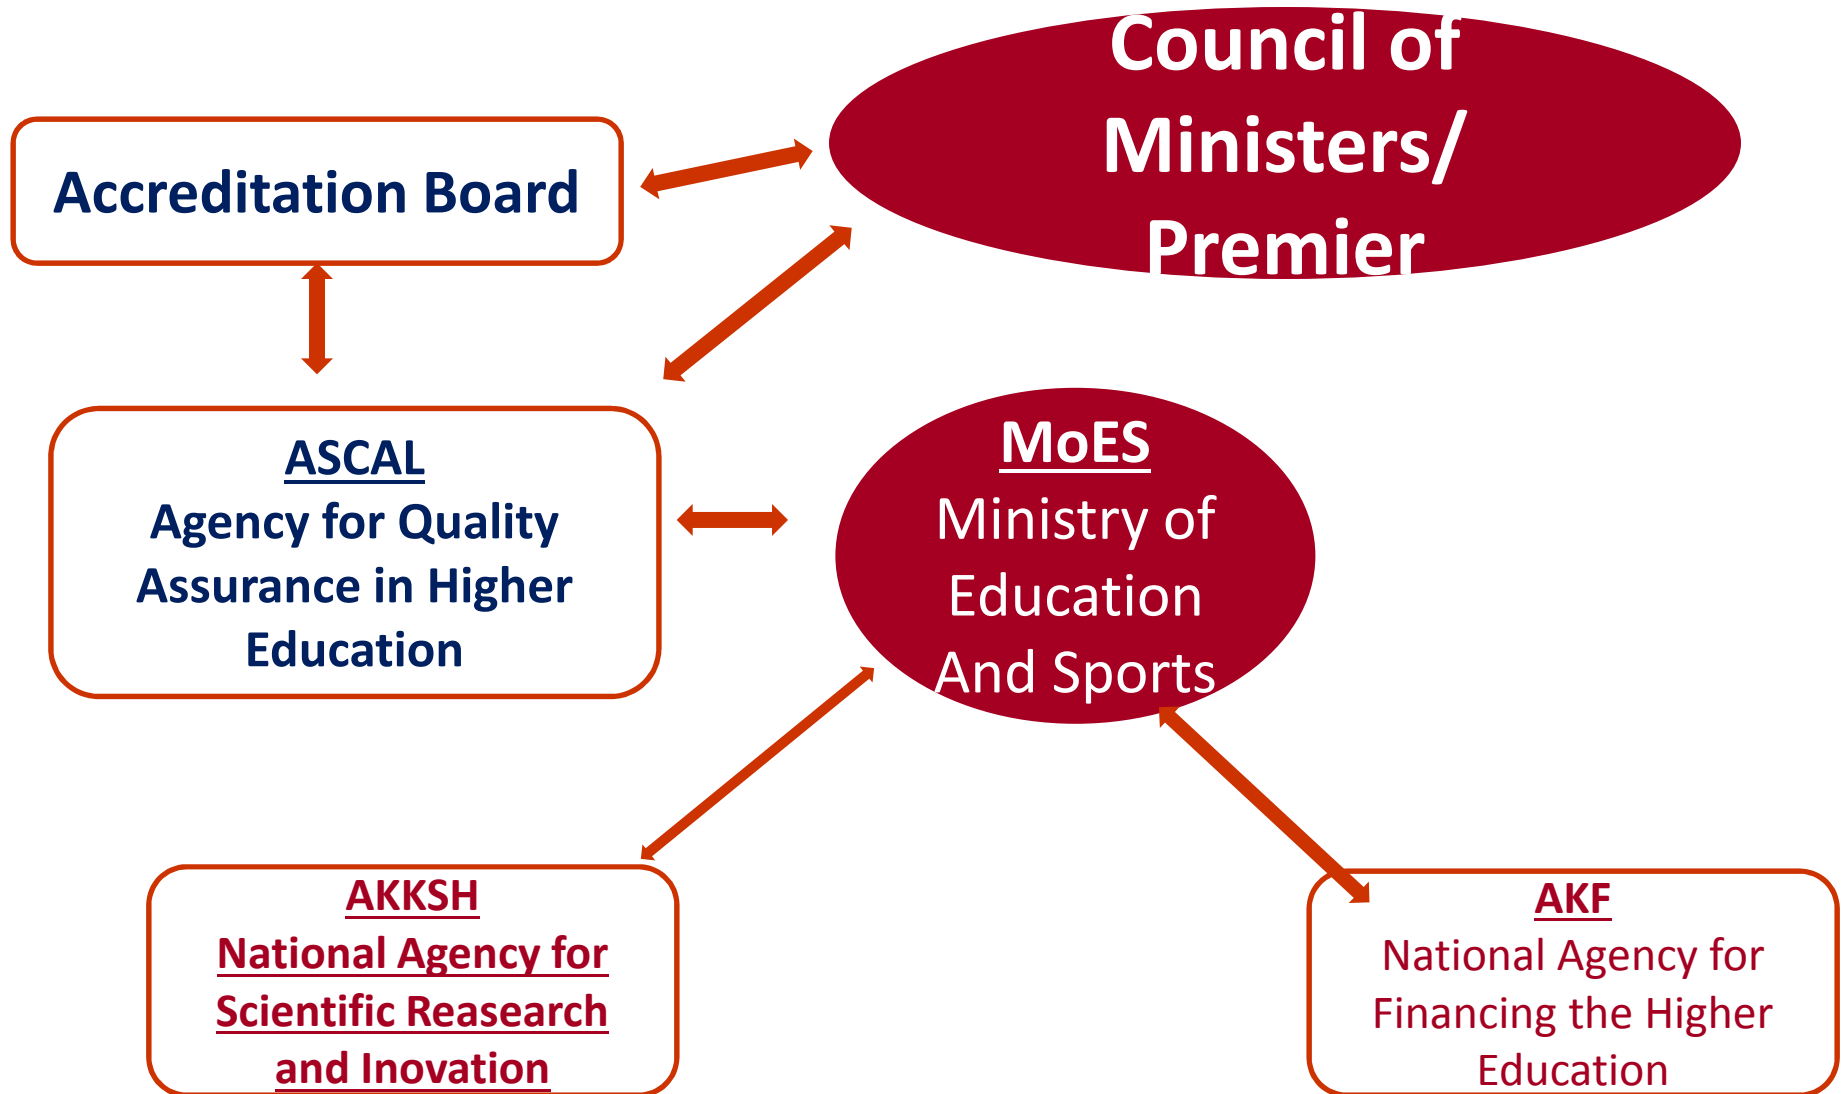 Council of
Ministers/
Premier
Accreditation Board
ASCAL
Agency for Quality
Assurance in Higher
Education
MoES
Ministry of
Education
And Sports
AKKSH
National Agency for
Scientific Reasearch
and Inovation
AKF
National Agency for
Financing the Higher
Education